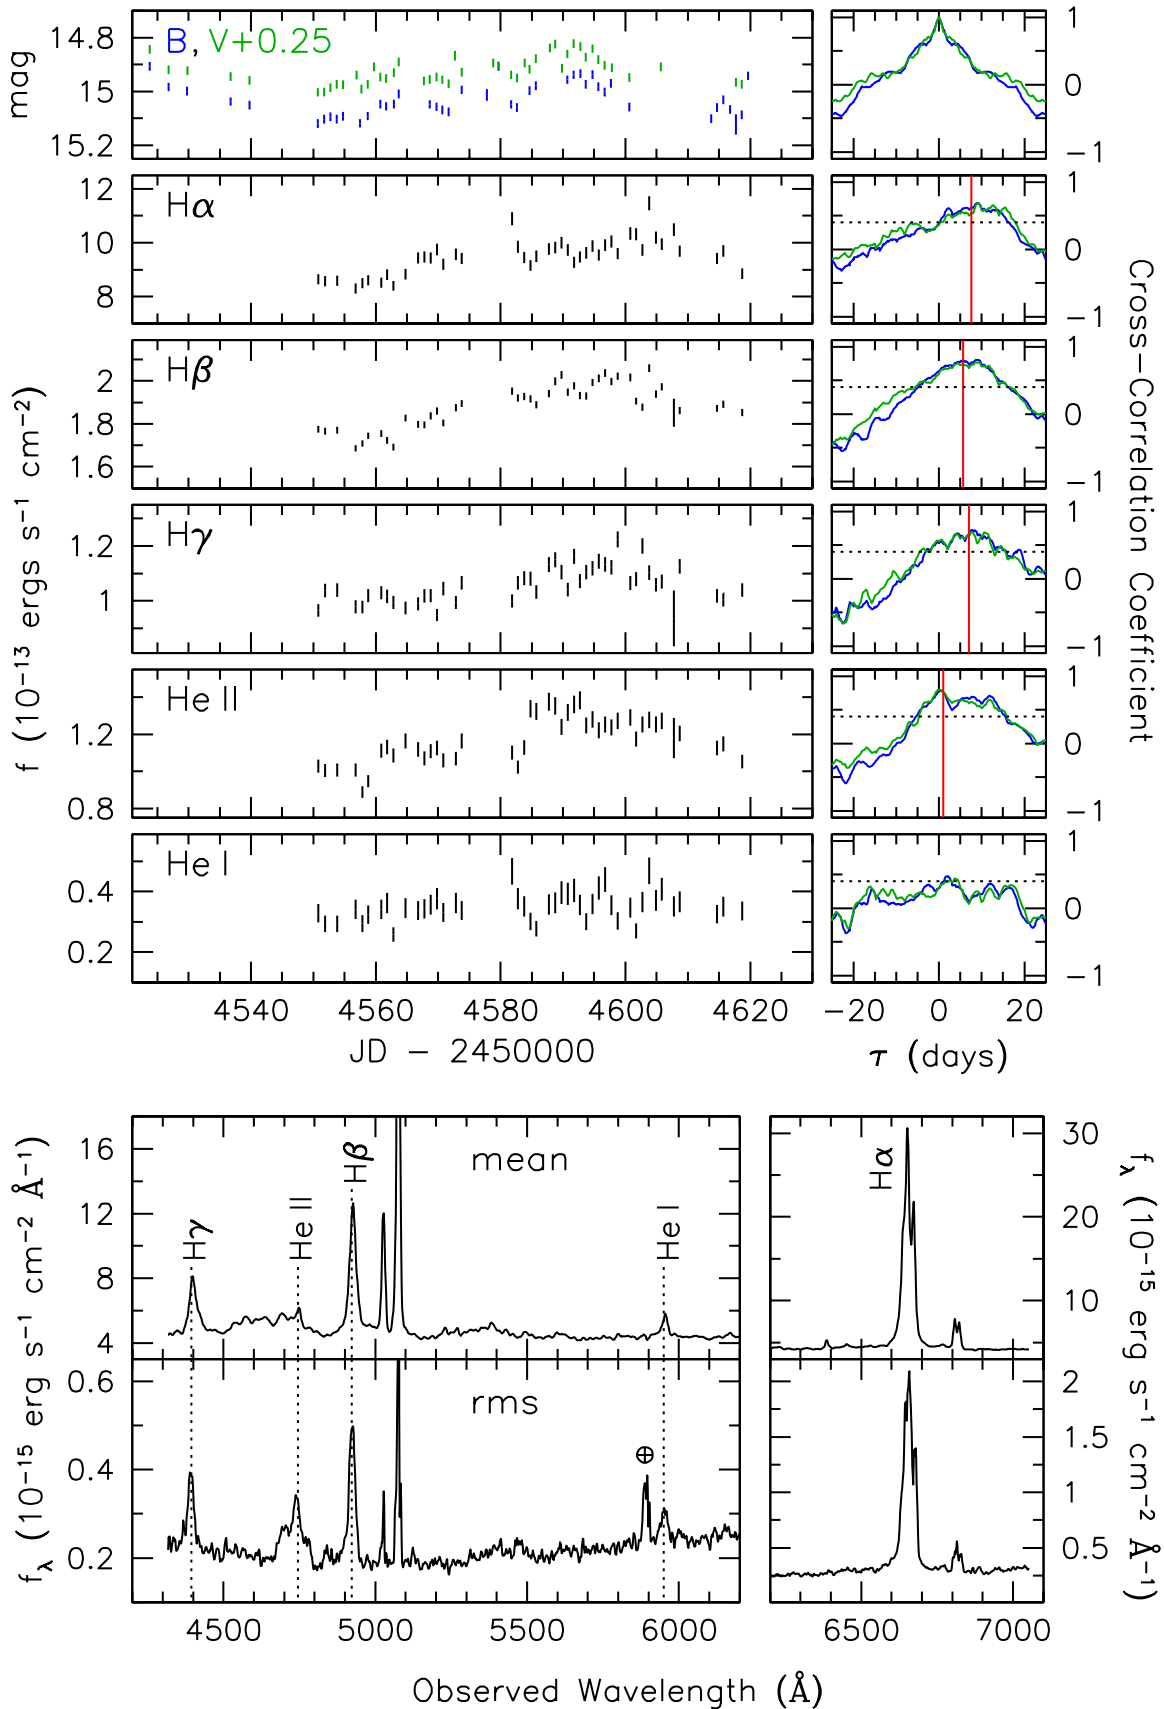 B, V+0.25
mag
14.8
15
15.2
1
0
−1
Hα
12
10
8
1
0
−1
Hβ
2
1.8
1.6
1
0
−1
Hγ
1.2
1
1
0
−1
He II
1.2
0.8
1
0
−1
He I
0.4
0.2
1
0
−1
f (10−13 ergs s−1 cm−2)
Cross−Correlation Coefficient
4540 4560 4580 4600 4620
−20 0 20
JD − 2450000
τ (days)
mean
16
12
8
4
Hγ
He II
Hβ
He I
Hα
30
20
10
rms
0.6
0.4
0.2
⊕
2
1.5
1
0.5
fλ (10−15 erg s−1 cm−2 Å−1)
fλ (10−15 erg s−1 cm−2 Å−1)
4500 5000 5500 6000
6500 7000
Observed Wavelength (Å)